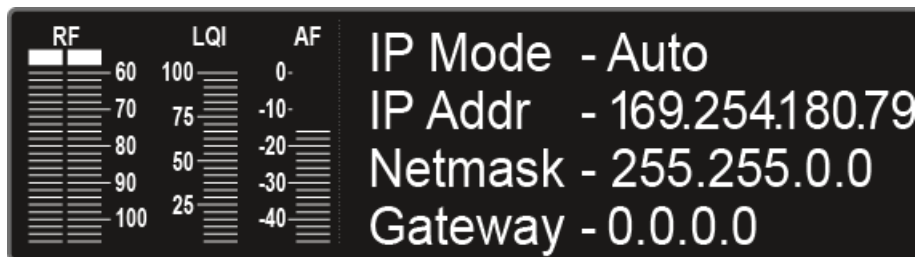 RF LQI AF
60 100 0
70 75 -10
80 50 -20
90 25 -30
100 -40
IP Mode - Auto
IP Addr - 169.254.180.79
Netmask - 255.255.0.0
Gateway - 0.0.0.0